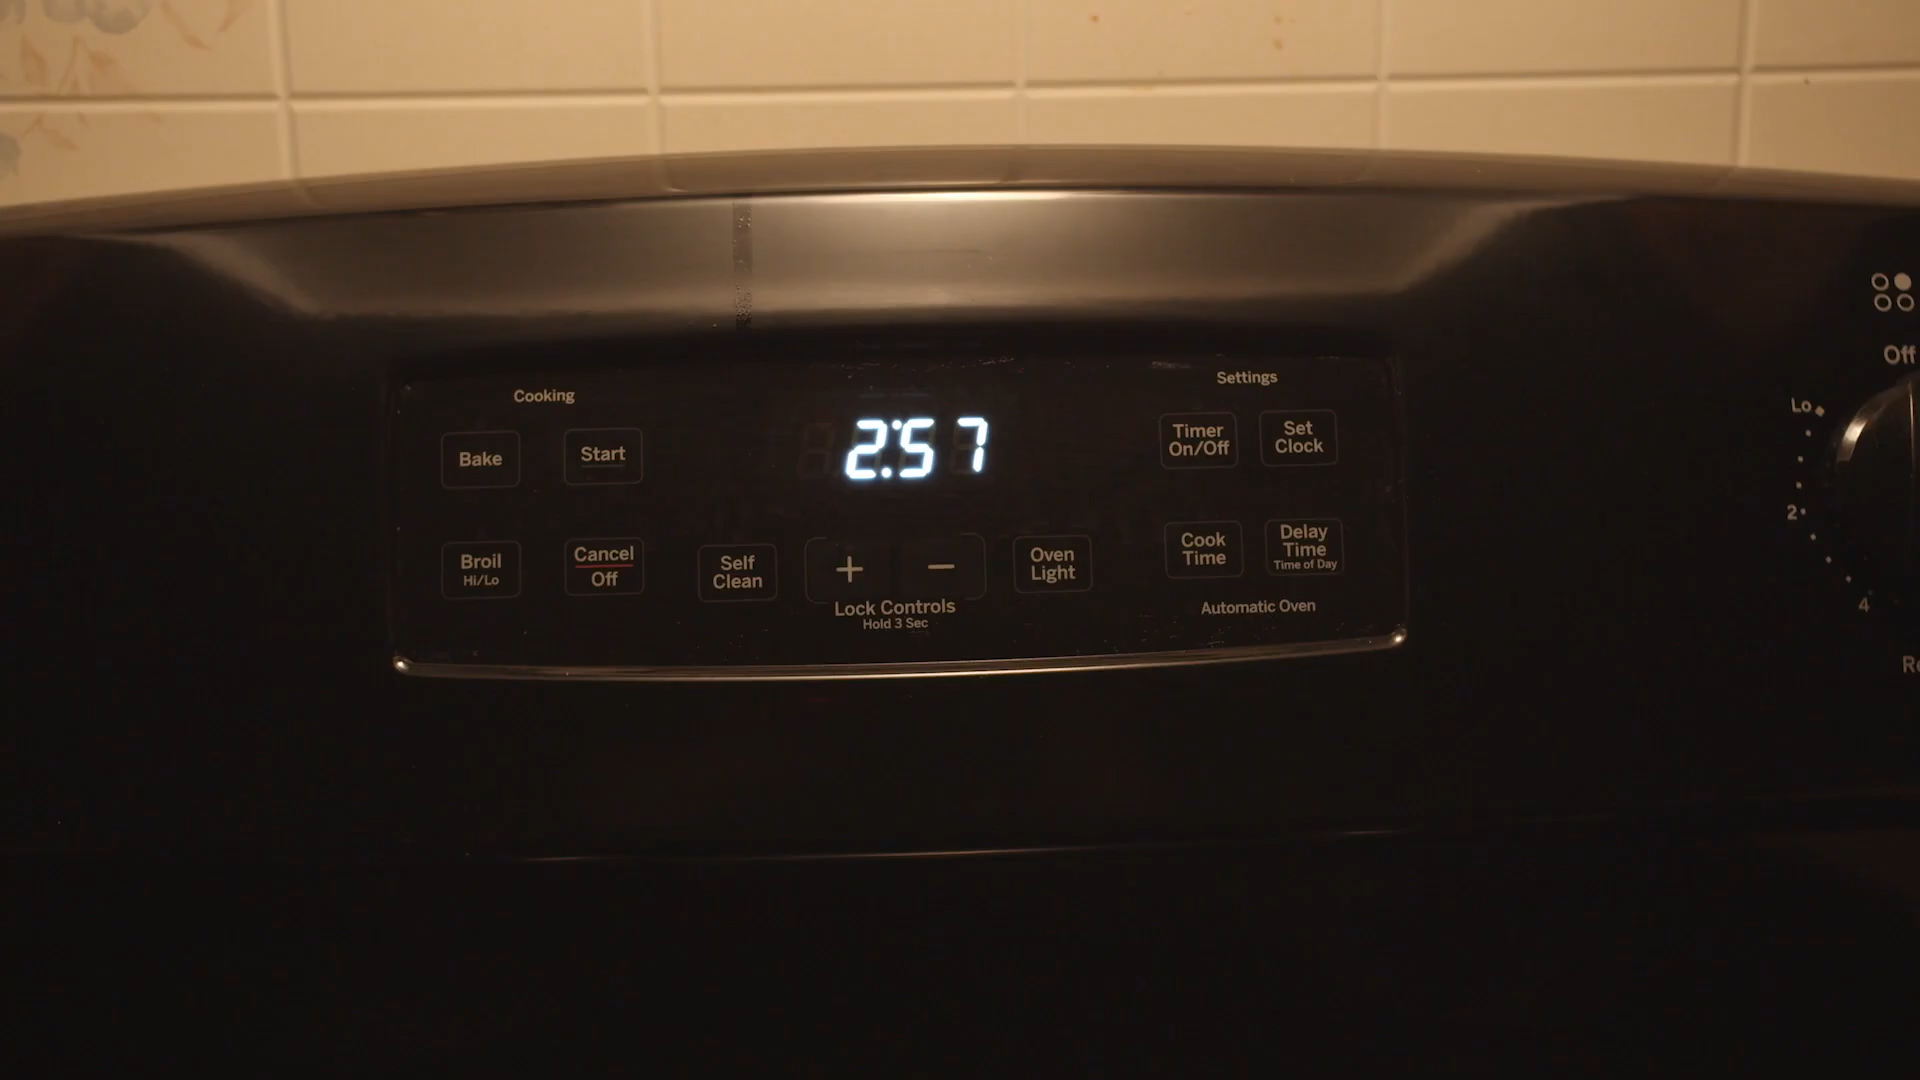 Cooking
Settings
2:57
Bake
Start
Timer
On/Off
Set
Clock
Off
Lo
2
4
Broil
Hi/Lo
Cancel
Off
Self
Clean
+
−
Lock Controls
Hold 3 Sec
Oven
Light
Cook
Time
Delay
Time
Time of Day
Automatic Oven